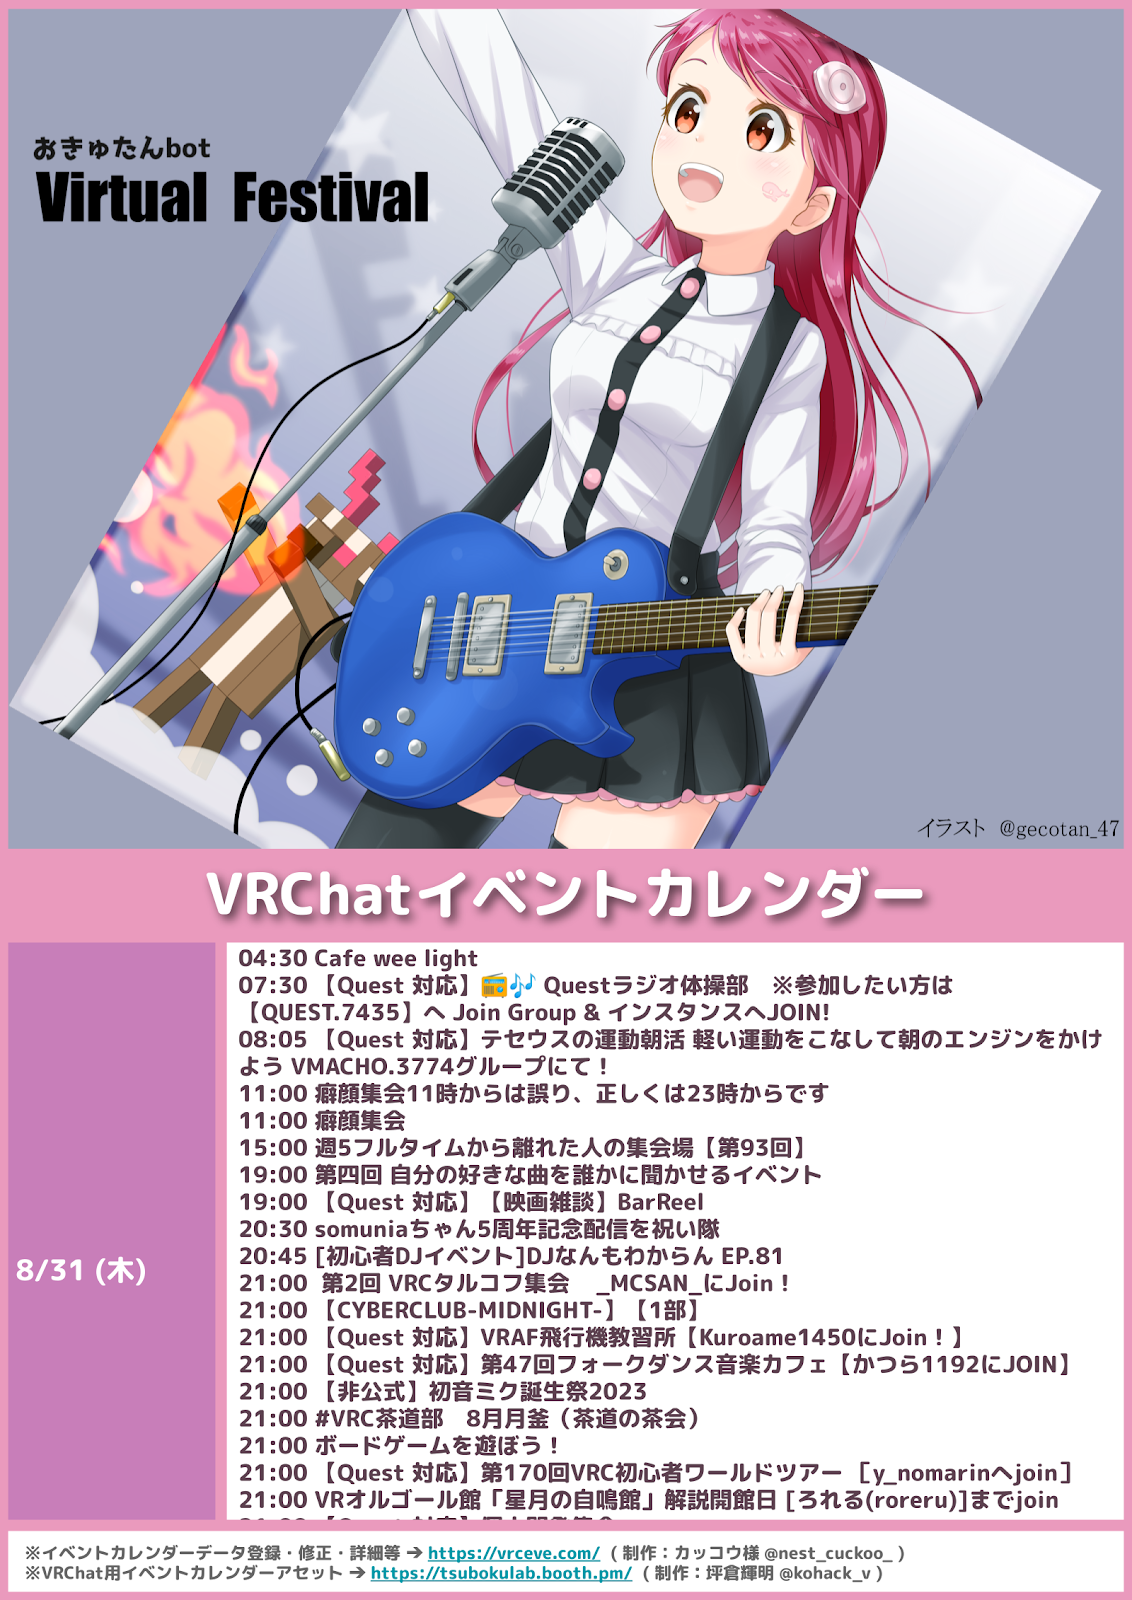 おきゅたんbot
Virtual Festival
イラスト @gecotan_47
VRChatイベントカレンダー
8/31 (木)
04:30 Cafe wee light
07:30 【Quest 対応】📻🎶 Questラジオ体操部　※参加したい方は
【QUEST.7435】へ Join Group & インスタンスへJOIN!
08:05 【Quest 対応】テセウスの運動朝活 軽い運動をこなして朝のエンジンをかけ
よう VMACHO.3774グループにて！
11:00 癖顔集会11時からは誤り、正しくは23時からです
11:00 癖顔集会
15:00 週5フルタイムから離れた人の集会場【第93回】
19:00 第四回 自分の好きな曲を誰かに聞かせるイベント
19:00 【Quest 対応】【映画雑談】BarReel
20:30 somuniaちゃん5周年記念配信を祝い隊
20:45 [初心者DJイベント]DJなんもわからん EP.81
21:00 第2回 VRCタルコフ集会　_MCSAN_にJoin！
21:00 【CYBERCLUB-MIDNIGHT-】【1部】
21:00 【Quest 対応】VRAF飛行機教習所【Kuroame1450にJoin！】
21:00 【Quest 対応】第47回フォークダンス音楽カフェ【かつら1192にJOIN】
21:00 【非公式】初音ミク誕生祭2023
21:00 #VRC茶道部　8月月釜（茶道の茶会）
21:00 ボードゲームを遊ぼう！
21:00 【Quest 対応】第170回VRC初心者ワールドツアー ［y_nomarinへjoin］
21:00 VRオルゴール館「星月の自鳴館」解説開館日 [ろれる(roreru)]までjoin
※イベントカレンダーデータ登録・修正・詳細等 ➔ https://vrceve.com/ ( 制作：カッコウ様 @nest_cuckoo_ )
※VRChat用イベントカレンダーアセット ➔ https://tsubokulab.booth.pm/ ( 制作：坪倉輝明 @kohack_v )